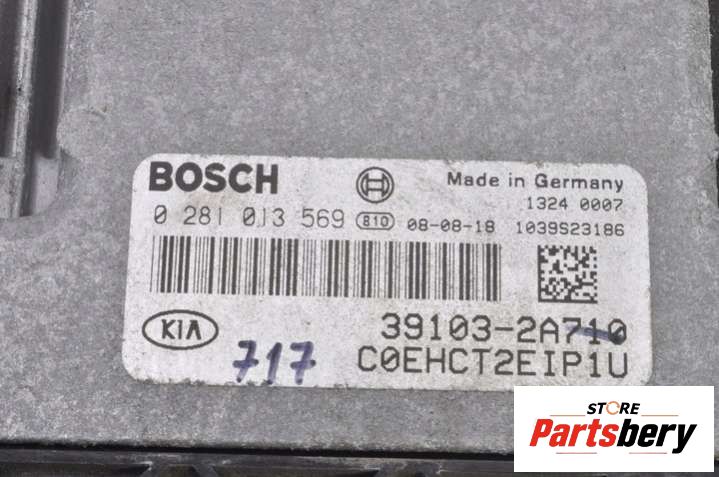 BOSCH
Made in Germany
1324 0007
0 281 013 569 810 08-08-18 1039S23186
KIA
39103-2A710
717
C0EHCT2EIP1U
STORE
Partsbery